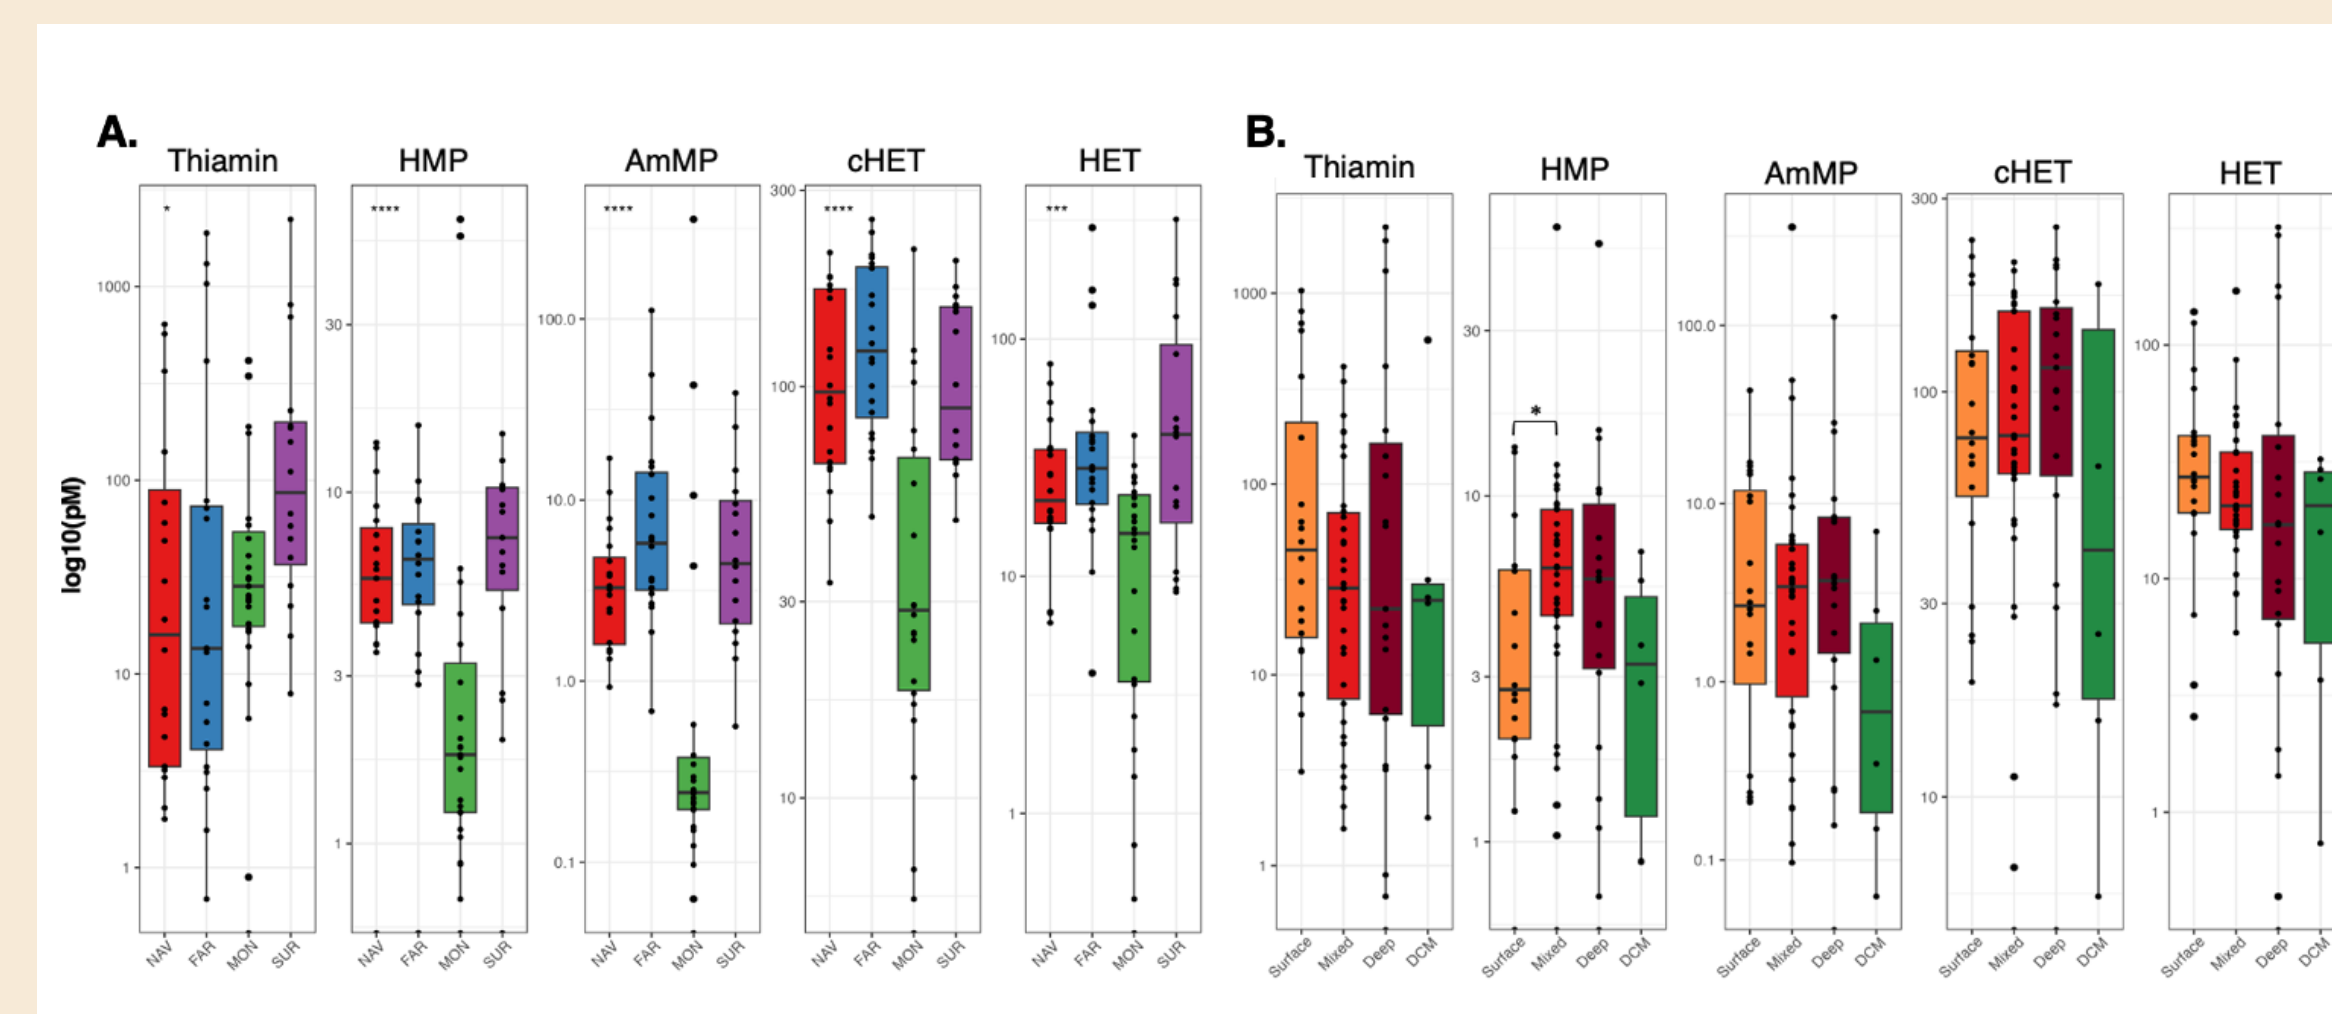 A.
Thiamin HMP AmMP cHET HET
* **** **** **** ***
log10(pM)
1000
100
10
1
30
10
3
1
100.0
10.0
1.0
0.1
300
100
30
10
100
10
1
NAV FAR MON SUR
NAV FAR MON SUR
NAV FAR MON SUR
NAV FAR MON SUR
NAV FAR MON SUR
B.
Thiamin HMP AmMP cHET HET
*
1000
100
10
1
30
10
3
1
100.0
10.0
1.0
0.1
300
100
30
10
100
10
1
Surface Mixed Deep DCM
Surface Mixed Deep DCM
Surface Mixed Deep DCM
Surface Mixed Deep DCM
Surface Mixed Deep DCM